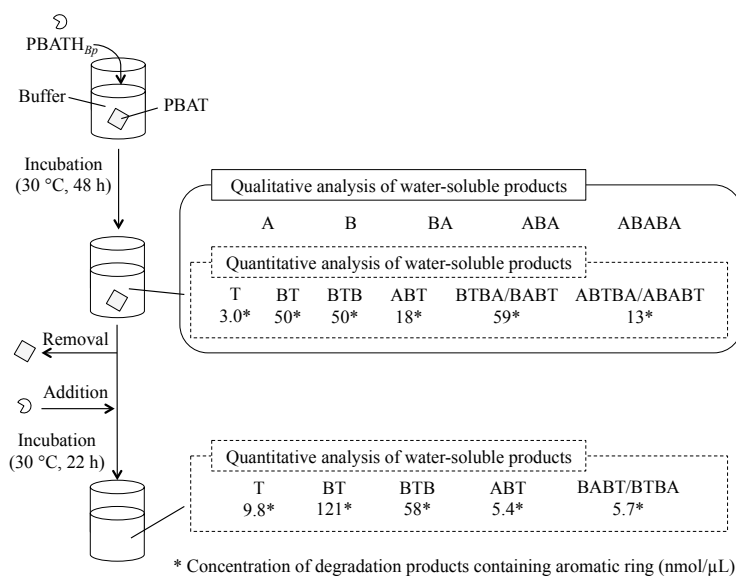 PBATH_Bp
Buffer
PBAT
Incubation
(30 °C, 48 h)
Qualitative analysis of water-soluble products
A B BA ABA ABABA
Quantitative analysis of water-soluble products
T BT BTB ABT BTBA/BABT ABTBA/ABABT
3.0* 50* 50* 18* 59* 13*
Removal
Addition
Incubation
(30 °C, 22 h)
Quantitative analysis of water-soluble products
T BT BTB ABT BABT/BTBA
9.8* 121* 58* 5.4* 5.7*
* Concentration of degradation products containing aromatic ring (nmol/μL)